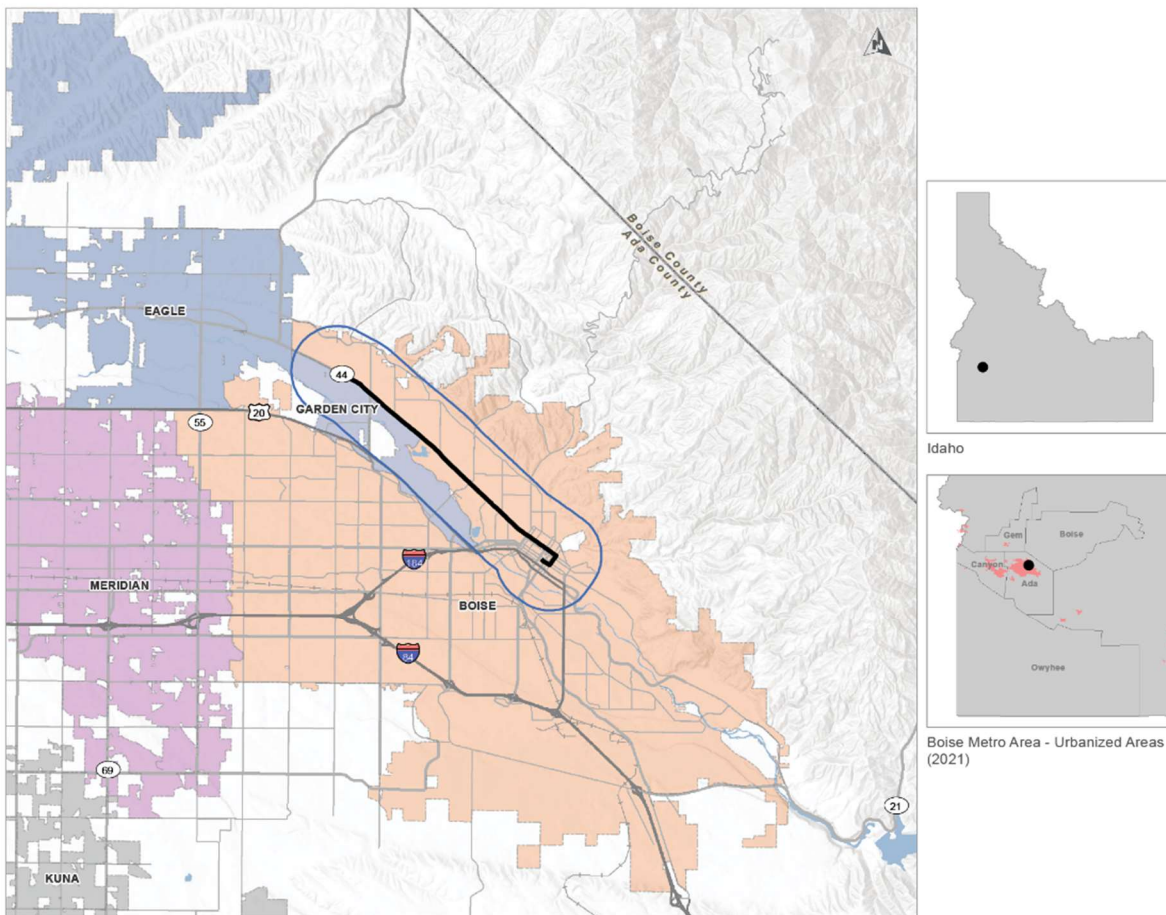 N
Boise County
Ada County
EAGLE
44
20
GARDEN CITY
55
184
MERIDIAN
BOISE
84
69
21
KUNA
Idaho
Gem
Boise
Canyon
Ada
Owyhee
Boise Metro Area - Urbanized Areas
(2021)